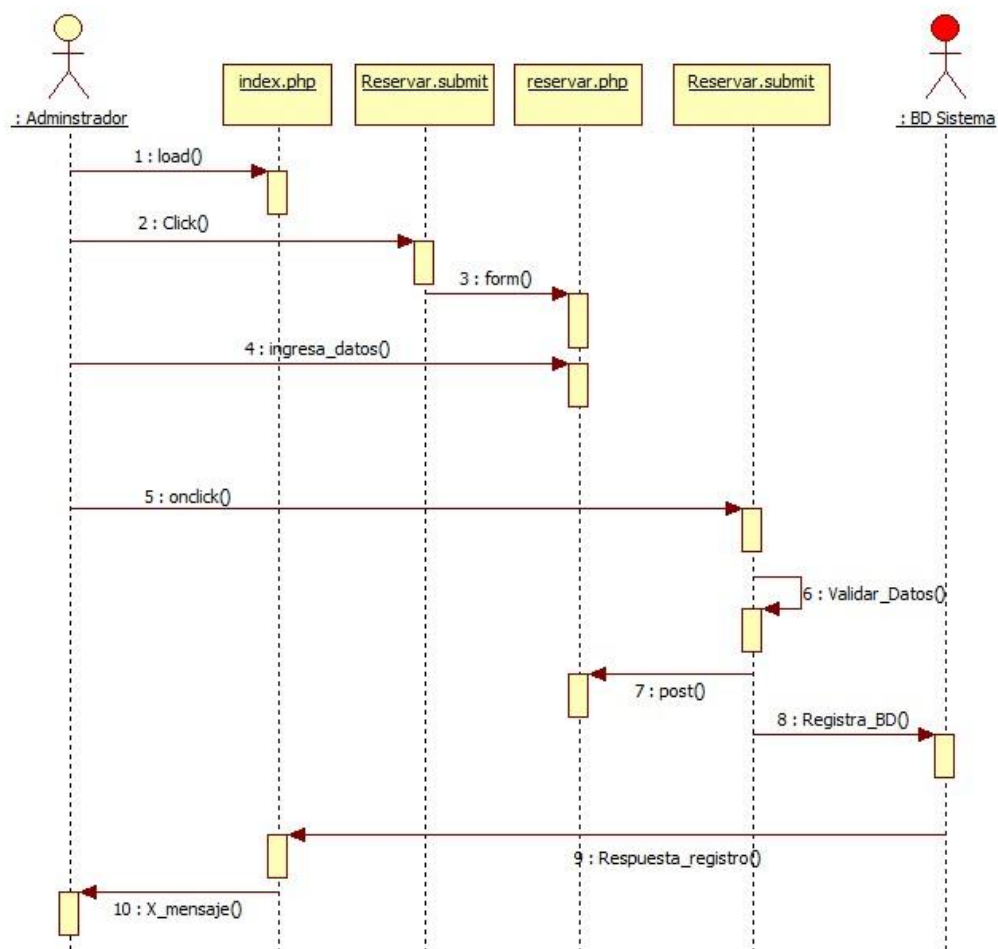 : Adminstrador
index.php
Reservar.submit
reservar.php
Reservar.submit
: BD Sistema
1 : load()
2 : Click()
3 : form()
4 : ingresa_datos()
5 : onclick()
6 : Validar_Datos()
7 : post()
8 : Registra_BD()
9 : Respuesta_registro()
10 : X_mensaje()